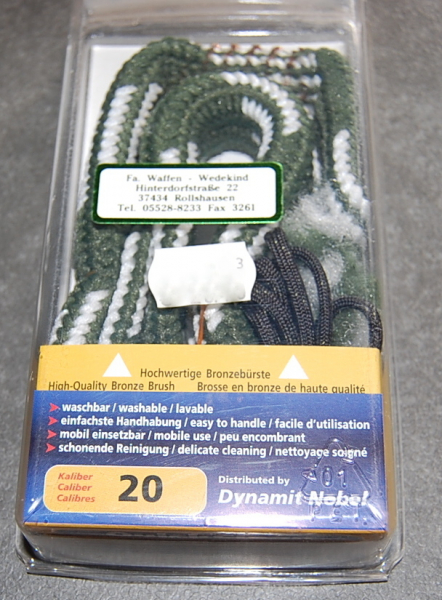 Fa. Waffen - Wedekind
Hinterdorfstraße 22
37434 Rollshausen
Tel. 05528-8233 Fax 3261
3
Hochwertige Bronzebürste
High-Quality Bronze Brush Brosse en bronze de haute qualité
waschbar / washable / lavable
einfachste Handhabung / easy to handle / facile d'utilisation
mobil einsetzbar / mobile use / peu encombrant
schonende Reinigung / delicate cleaning / nettoyage soigné
Kaliber
Caliber
Calibres
20
Distributed by
Dynamit Nobel
01